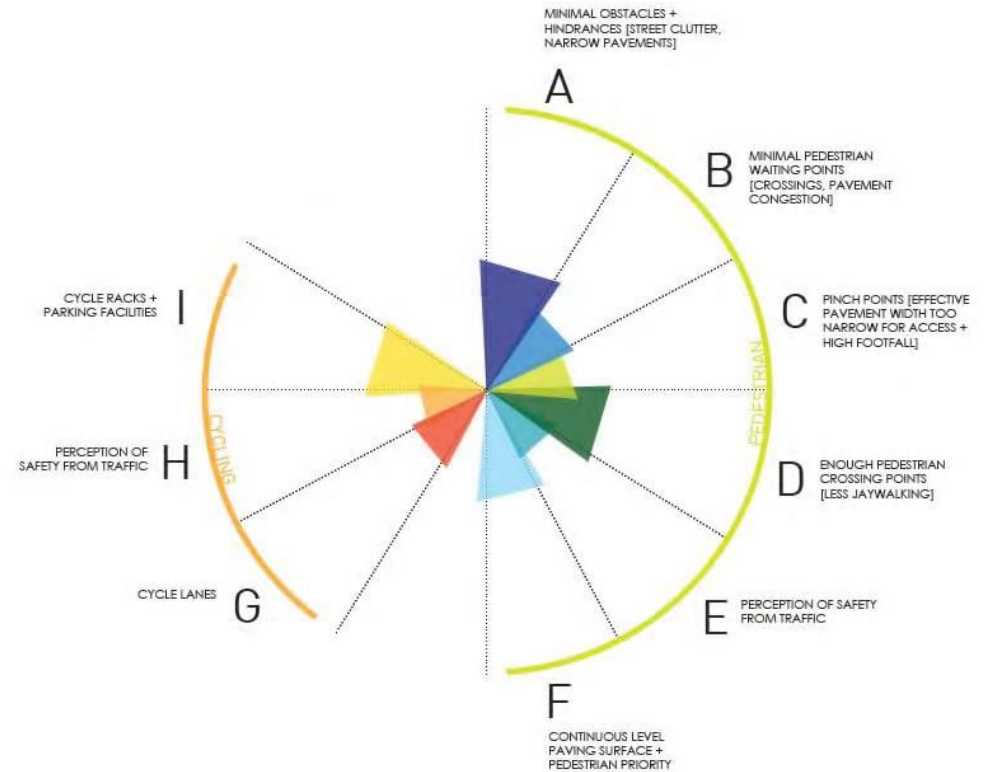 MINIMAL OBSTACLES +
HINDRANCES [STREET CLUTTER,
NARROW PAVEMENTS]
A
B
MINIMAL PEDESTRIAN
WAITING POINTS
[CROSSINGS, PAVEMENT
CONGESTION]
C
PINCH POINTS [EFFECTIVE
PAVEMENT WIDTH TOO
NARROW FOR ACCESS +
HIGH FOOTFALL]
PEDESTRIAN
D
ENOUGH PEDESTRIAN
CROSSING POINTS
[LESS JAYWALKING]
E
PERCEPTION OF SAFETY
FROM TRAFFIC
F
CONTINUOUS LEVEL
PAVING SURFACE +
PEDESTRIAN PRIORITY
CYCLE LANES
G
PERCEPTION OF
SAFETY FROM TRAFFIC
H
CYCLING
CYCLE RACKS +
PARKING FACILITIES
I